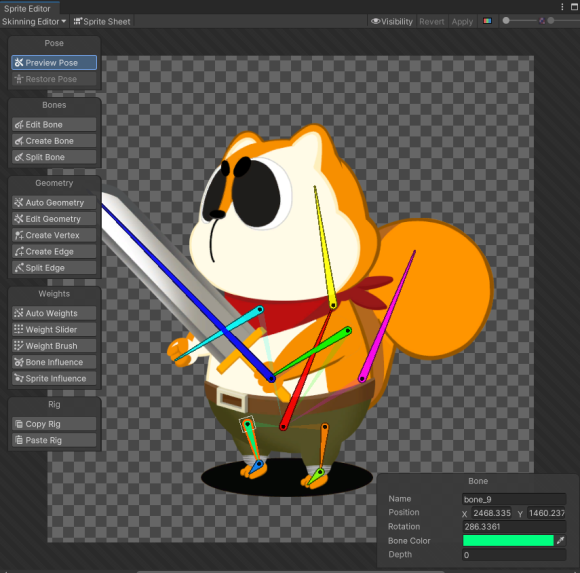 Sprite Editor
Skinning Editor
Sprite Sheet
Visibility
Revert
Apply
Pose
Preview Pose
Restore Pose
Bones
Edit Bone
Create Bone
Split Bone
Geometry
Auto Geometry
Edit Geometry
Create Vertex
Create Edge
Split Edge
Weights
Auto Weights
Weight Slider
Weight Brush
Bone Influence
Sprite Influence
Rig
Copy Rig
Paste Rig
Bone
Name bone_9
Position X 2468.335 Y 1460.237
Rotation 286.3361
Bone Color
Depth 0